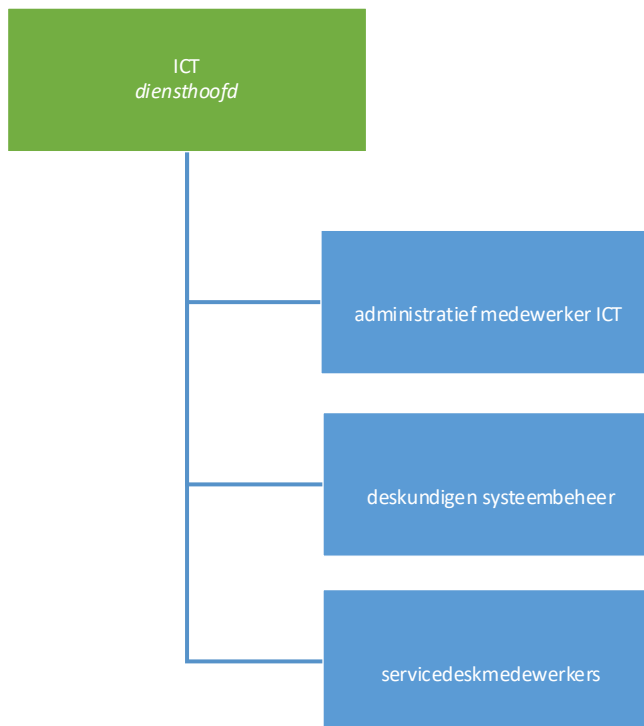 ICT
diensthoofd
administratief medewerker ICT
deskundigen systeembeheer
servicedeskmedewerkers